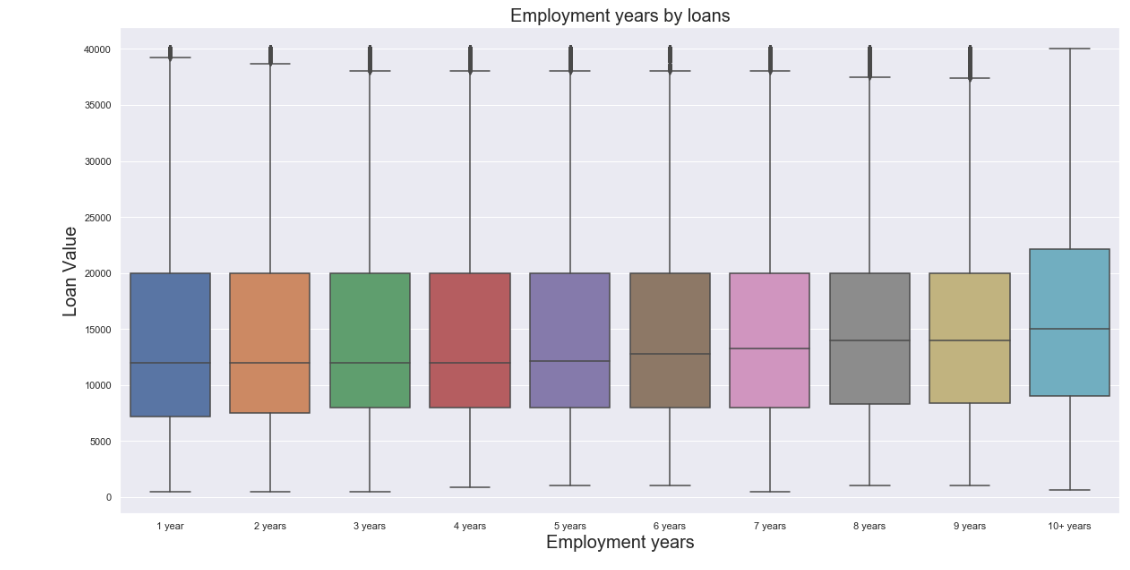 Employment years by loans
Loan Value
40000
35000
30000
25000
20000
15000
10000
5000
0
1 year 2 years 3 years 4 years 5 years 6 years 7 years 8 years 9 years 10+ years
Employment years